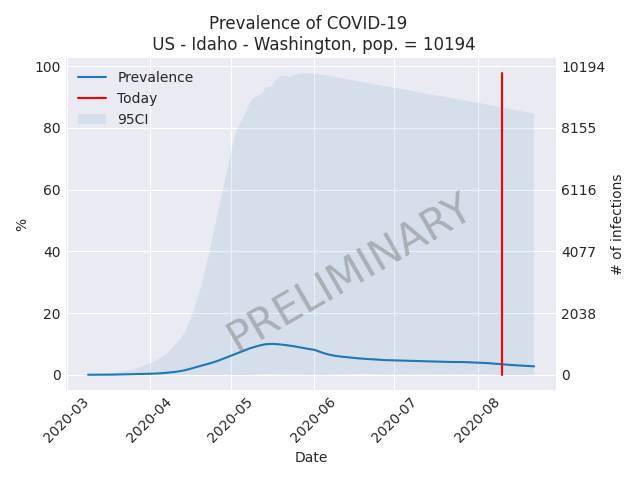 Prevalence of COVID-19
US - Idaho - Washington, pop. = 10194
Prevalence
Today
95CI
100
80
60
40
20
0
%
10194
8155
6116
4077
2038
0
# of infections
PRELIMINARY
2020-03
2020-04
2020-05
2020-06
2020-07
2020-08
Date